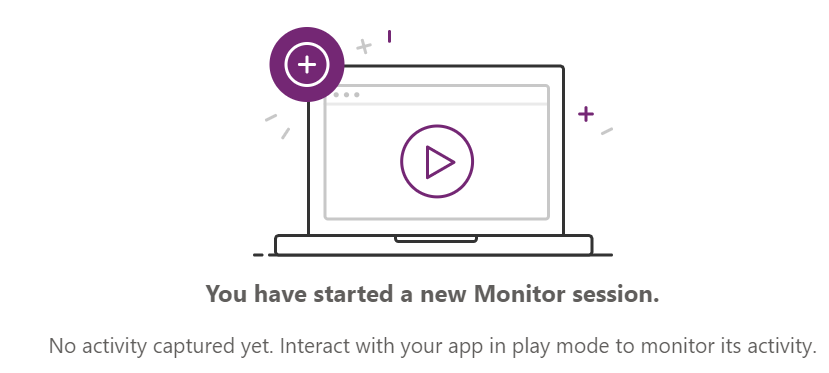 You have started a new Monitor session.
No activity captured yet. Interact with your app in play mode to monitor its activity.